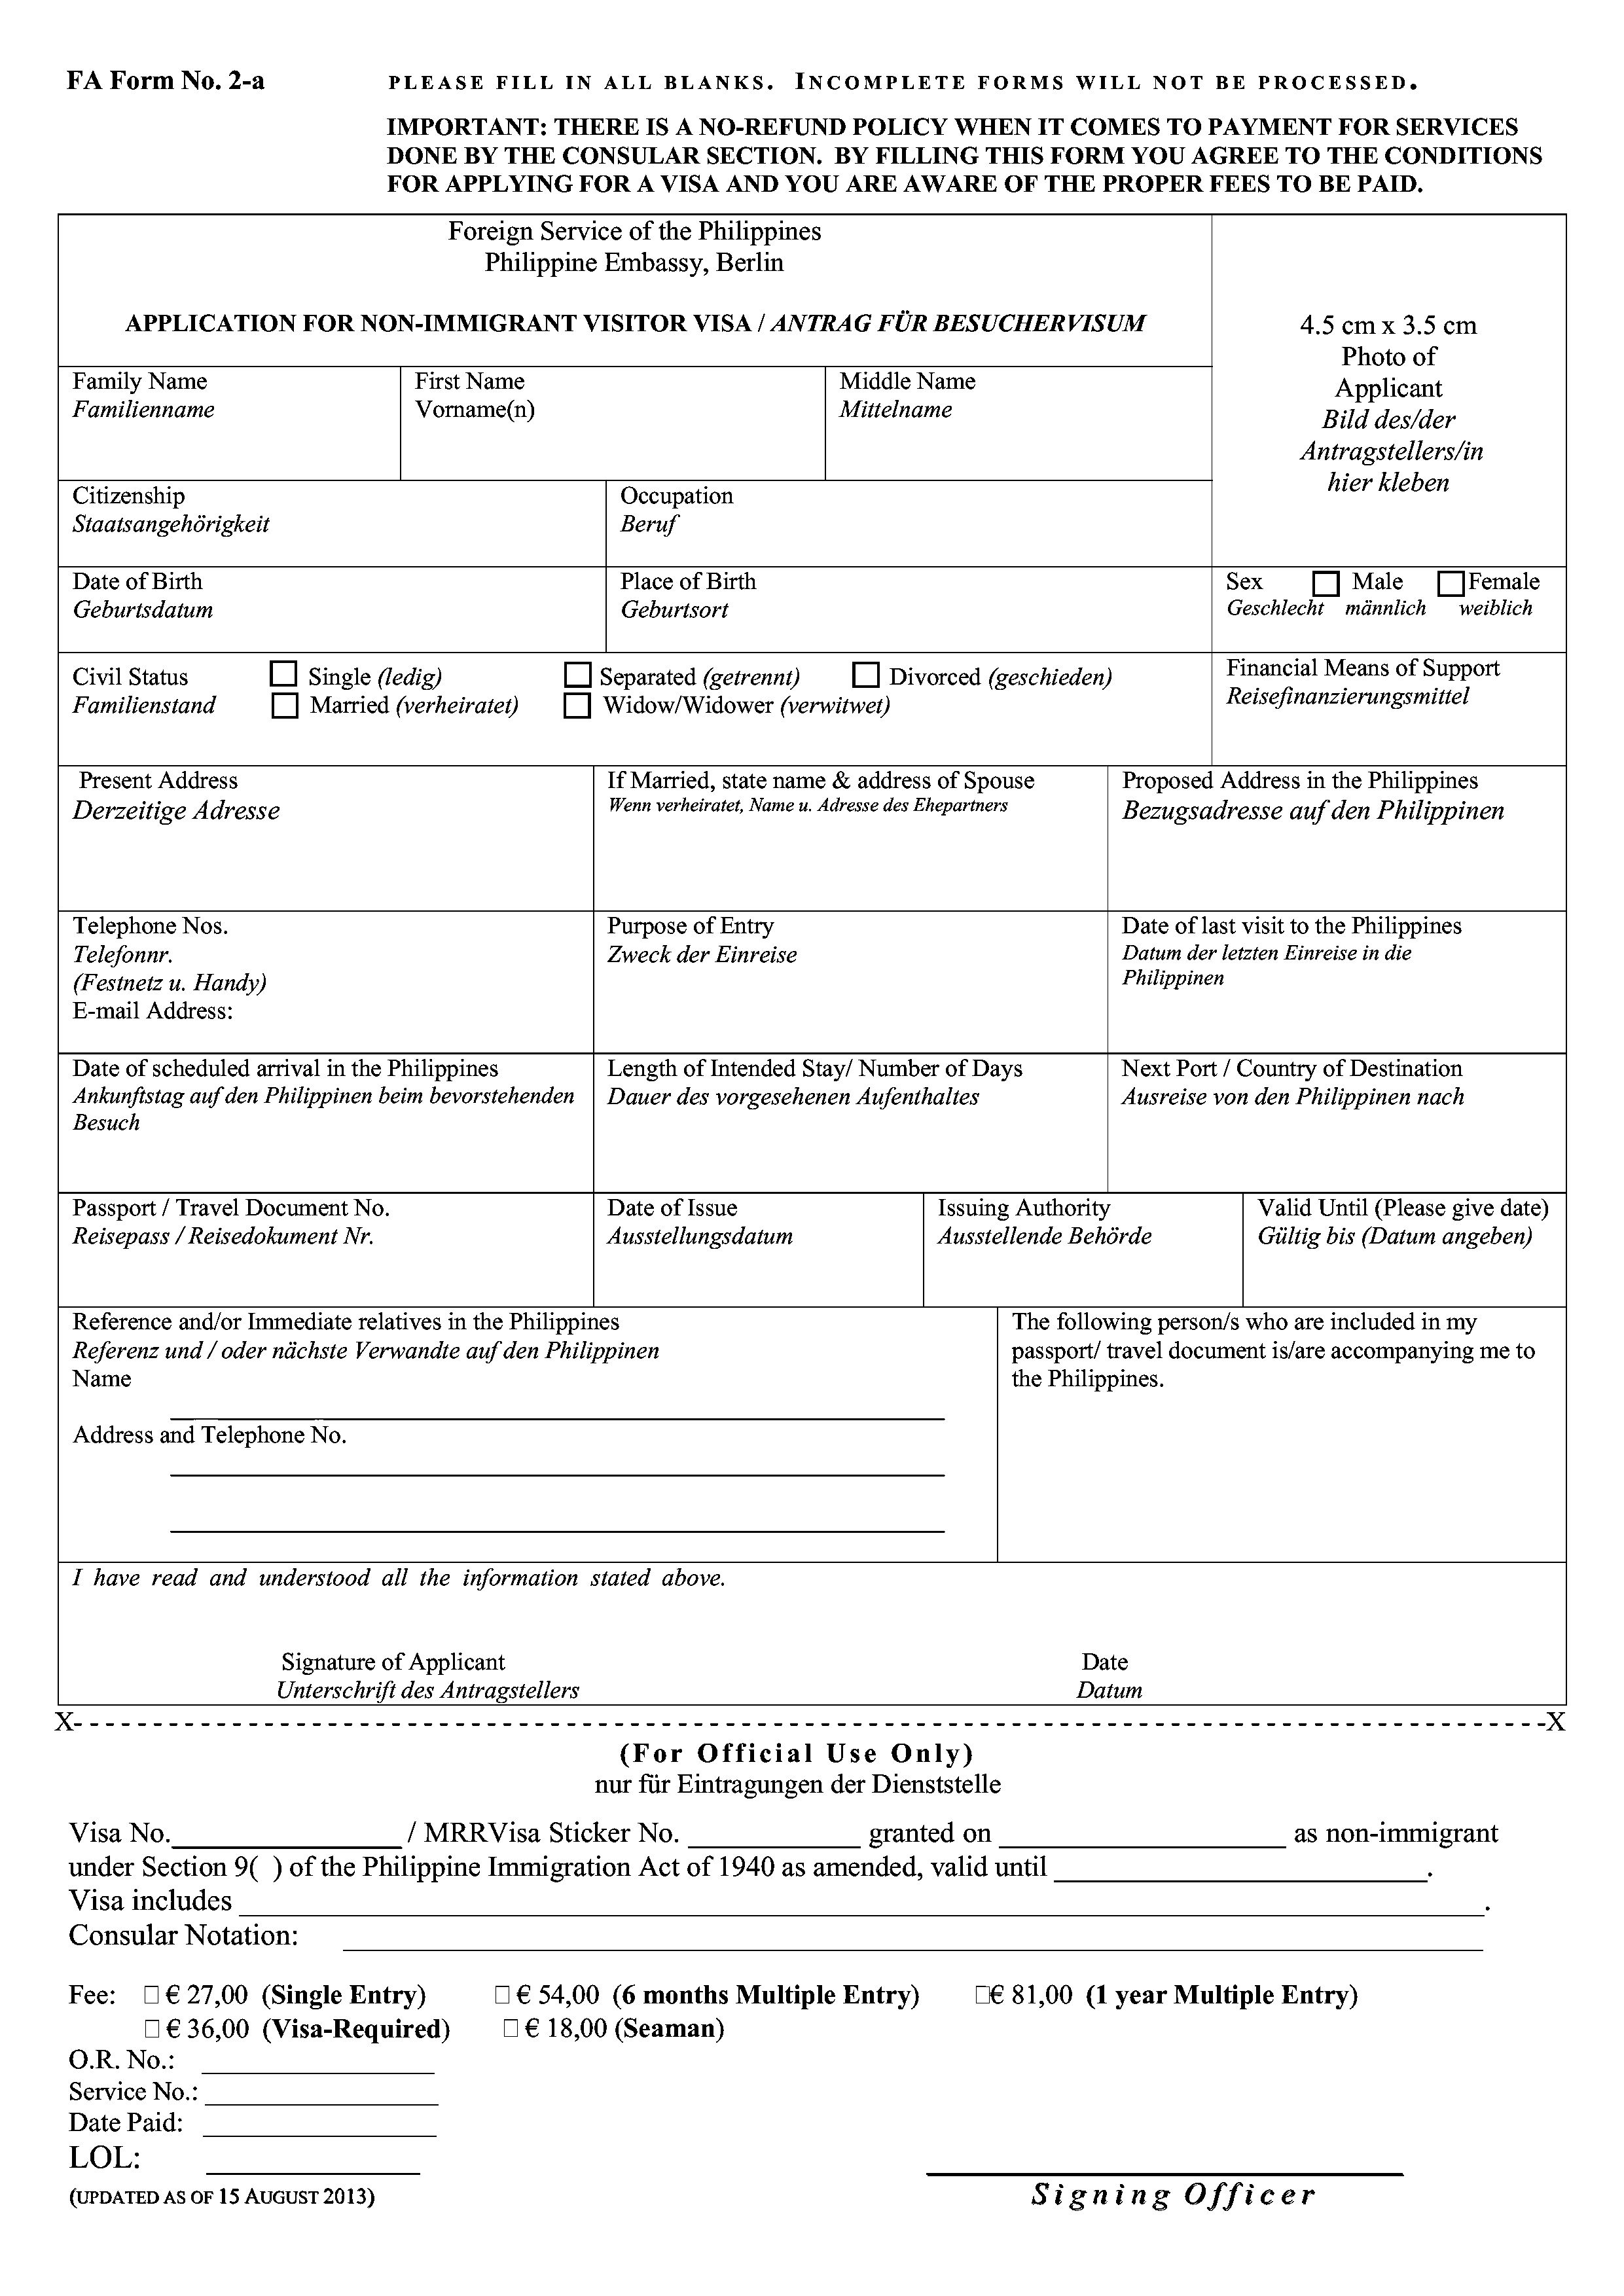 FA Form No. 2-a
PLEASE FILL IN ALL BLANKS. INCOMPLETE FORMS WILL NOT BE PROCESSED.
IMPORTANT: THERE IS A NO-REFUND POLICY WHEN IT COMES TO PAYMENT FOR SERVICES
DONE BY THE CONSULAR SECTION. BY FILLING THIS FORM YOU AGREE TO THE CONDITIONS
FOR APPLYING FOR A VISA AND YOU ARE AWARE OF THE PROPER FEES TO BE PAID.
Foreign Service of the Philippines
Philippine Embassy, Berlin
APPLICATION FOR NON-IMMIGRANT VISITOR VISA / ANTRAG FÜR BESUCHERVISUM
4.5 cm x 3.5 cm
Photo of
Applicant
Bild des/der
Antragstellers/in
hier kleben
Family Name
Familienname
First Name
Vorname(n)
Middle Name
Mittelname
Citizenship
Staatsangehörigkeit
Occupation
Beruf
Date of Birth
Geburtsdatum
Place of Birth
Geburtsort
Sex Male Female
Geschlecht männlich weiblich
Civil Status Single (ledig) Separated (getrennt) Divorced (geschieden)
Familienstand Married (verheiratet) Widow/Widower (verwitwet)
Financial Means of Support
Reisefinanzierungsmittel
Present Address
Derzeitige Adresse
If Married, state name & address of Spouse
Wenn verheiratet, Name u. Adresse des Ehepartners
Proposed Address in the Philippines
Bezugsadresse auf den Philippinen
Telephone Nos.
Telefonnr.
(Festnetz u. Handy)
E-mail Address:
Purpose of Entry
Zweck der Einreise
Date of last visit to the Philippines
Datum der letzten Einreise in die
Philippinen
Date of scheduled arrival in the Philippines
Ankunftstag auf den Philippinen beim bevorstehenden
Besuch
Length of Intended Stay/ Number of Days
Dauer des vorgesehenen Aufenthaltes
Next Port / Country of Destination
Ausreise von den Philippinen nach
Passport / Travel Document No.
Reisepass / Reisedokument Nr.
Date of Issue
Ausstellungsdatum
Issuing Authority
Ausstellende Behörde
Valid Until (Please give date)
Gültig bis (Datum angeben)
Reference and/or Immediate relatives in the Philippines
Referenz und / oder nächste Verwandte auf den Philippinen
Name
Address and Telephone No.
The following person/s who are included in my
passport/ travel document is/are accompanying me to
the Philippines.
I have read and understood all the information stated above.
Signature of Applicant
Unterschrift des Antragstellers
Date
Datum
X- - - - - - - - - - - - - - - - - - - - - - - - - - - - - - - - - - - - - - - -X
(For Official Use Only)
nur für Eintragungen der Dienststelle
Visa No.________________ / MRRVisa Sticker No. ____________ granted on ____________________ as non-immigrant
under Section 9( ) of the Philippine Immigration Act of 1940 as amended, valid until __________________________.
Visa includes ________________________________________.
Consular Notation: ________________________________________
Fee: □ € 27,00 (Single Entry) □ € 54,00 (6 months Multiple Entry) □€ 81,00 (1 year Multiple Entry)
□ € 36,00 (Visa-Required) □ € 18,00 (Seaman)
O.R. No.: ________________
Service No.: ________________
Date Paid: ________________
LOL: ________________
(UPDATED AS OF 15 AUGUST 2013)
Signing Officer